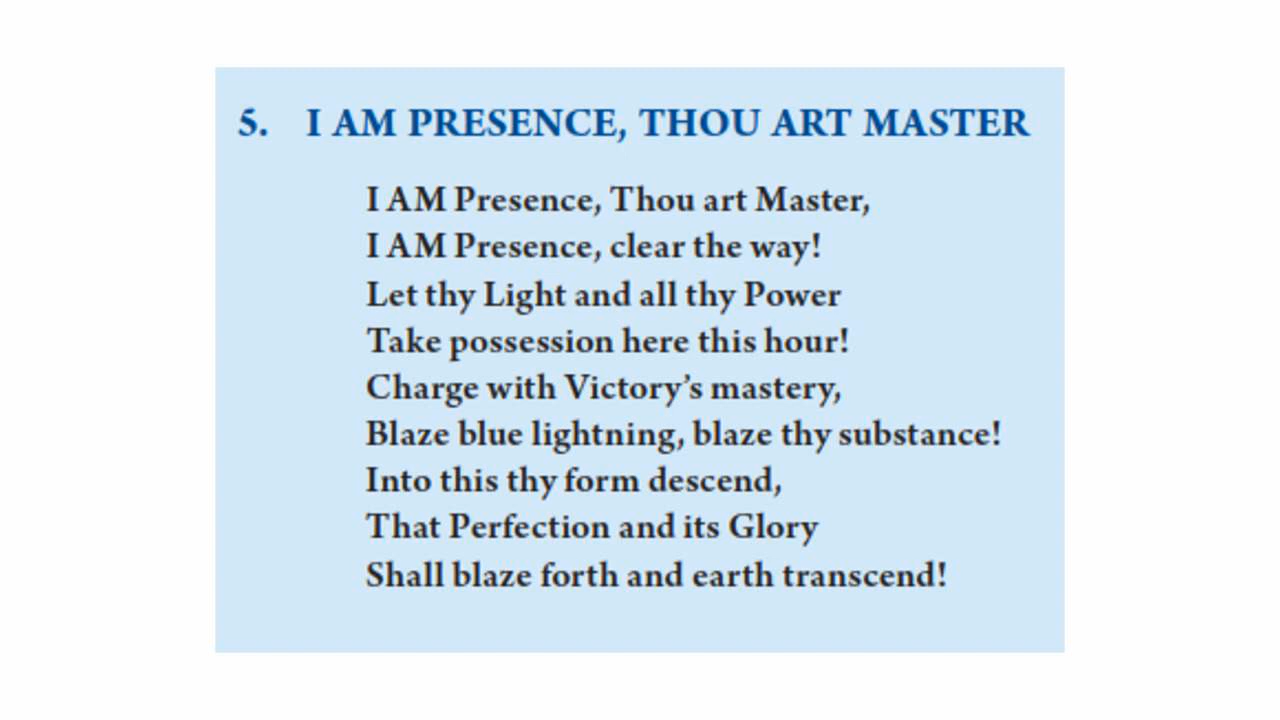 5. I AM PRESENCE, THOU ART MASTER
I AM Presence, Thou art Master,
I AM Presence, clear the way!
Let thy Light and all thy Power
Take possession here this hour!
Charge with Victory’s mastery,
Blaze blue lightning, blaze thy substance!
Into this thy form descend,
That Perfection and its Glory
Shall blaze forth and earth transcend!